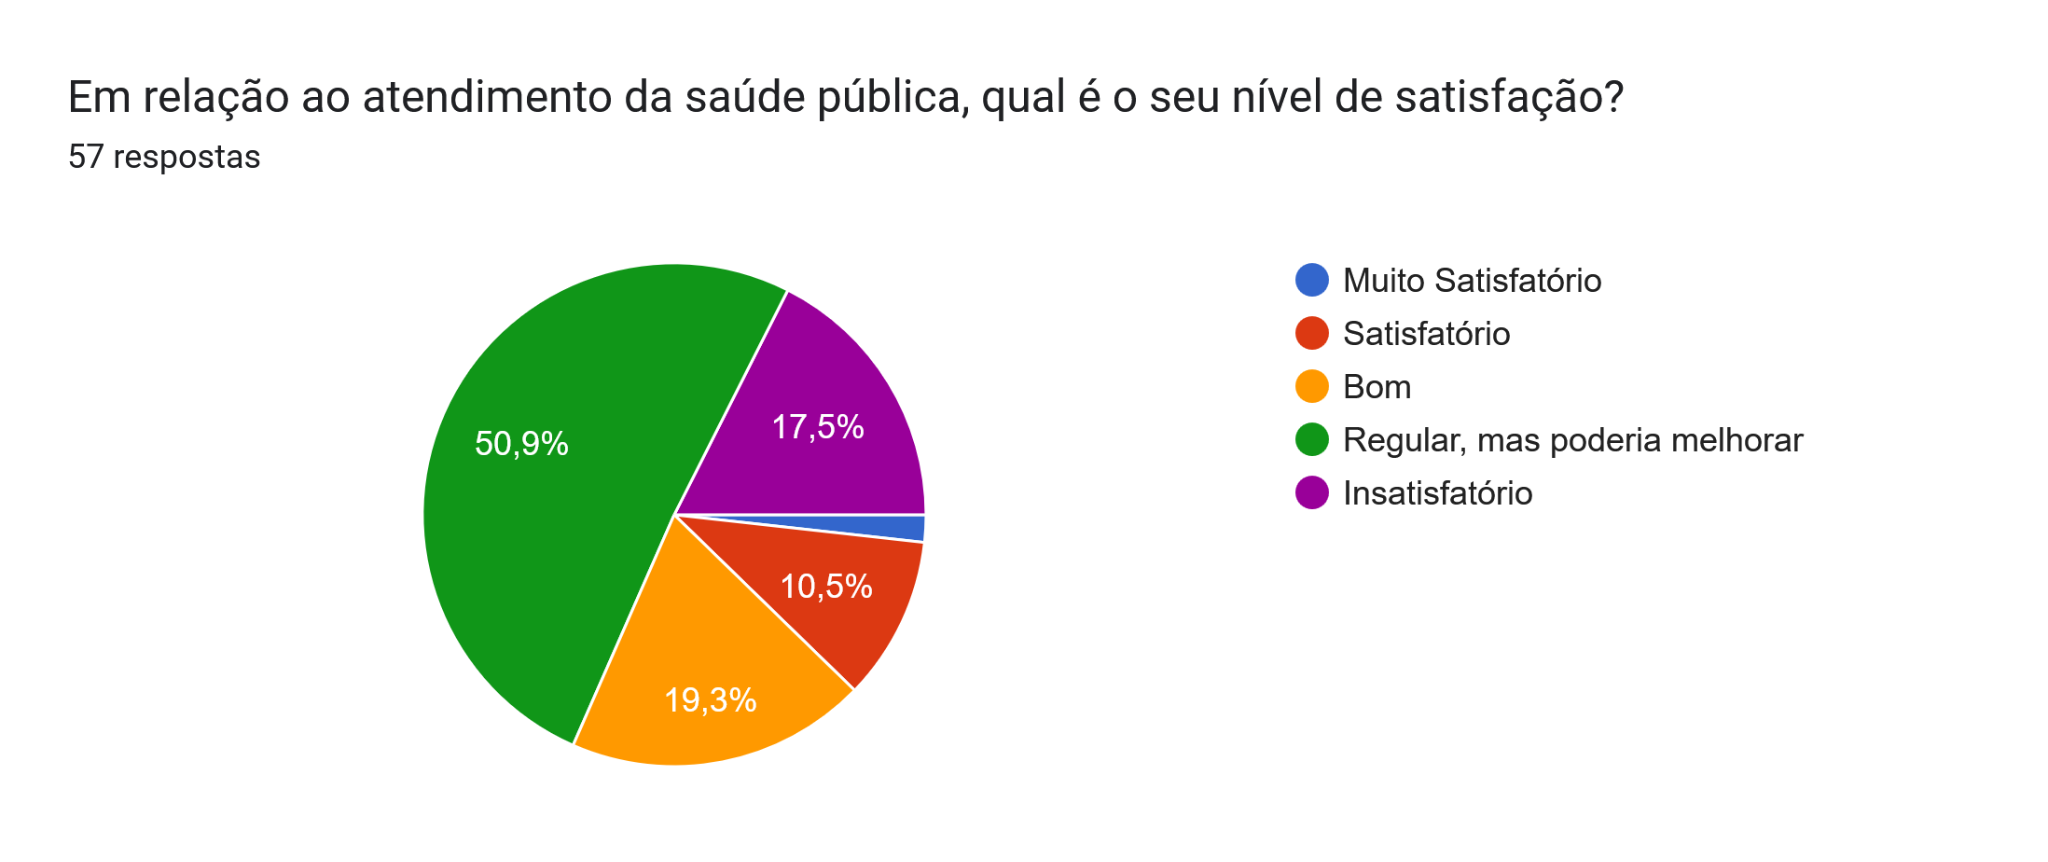 Em relação ao atendimento da saúde pública, qual é o seu nível de satisfação?
57 respostas
Muito Satisfatório
Satisfatório
Bom
Regular, mas poderia melhorar
Insatisfatório
17,5%
50,9%
10,5%
19,3%